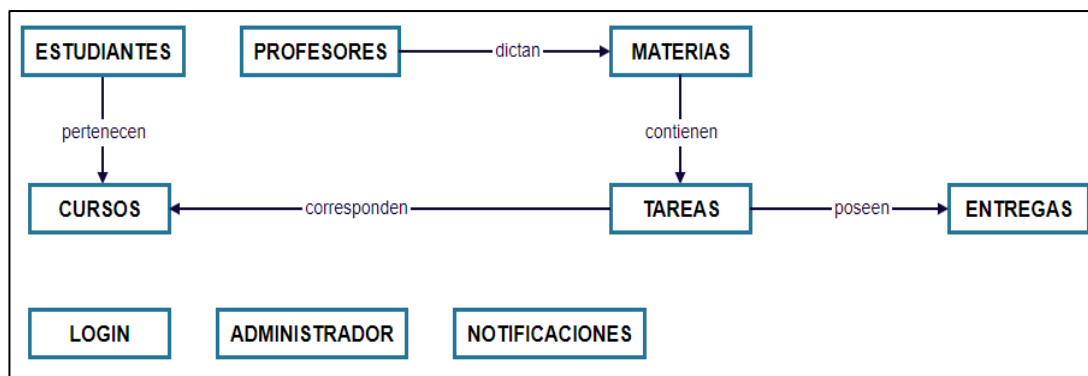 ESTUDIANTES
PROFESORES
dictan
MATERIAS
pertenecen
contienen
CURSOS
corresponden
TAREAS
poseen
ENTREGAS
LOGIN
ADMINISTRADOR
NOTIFICACIONES